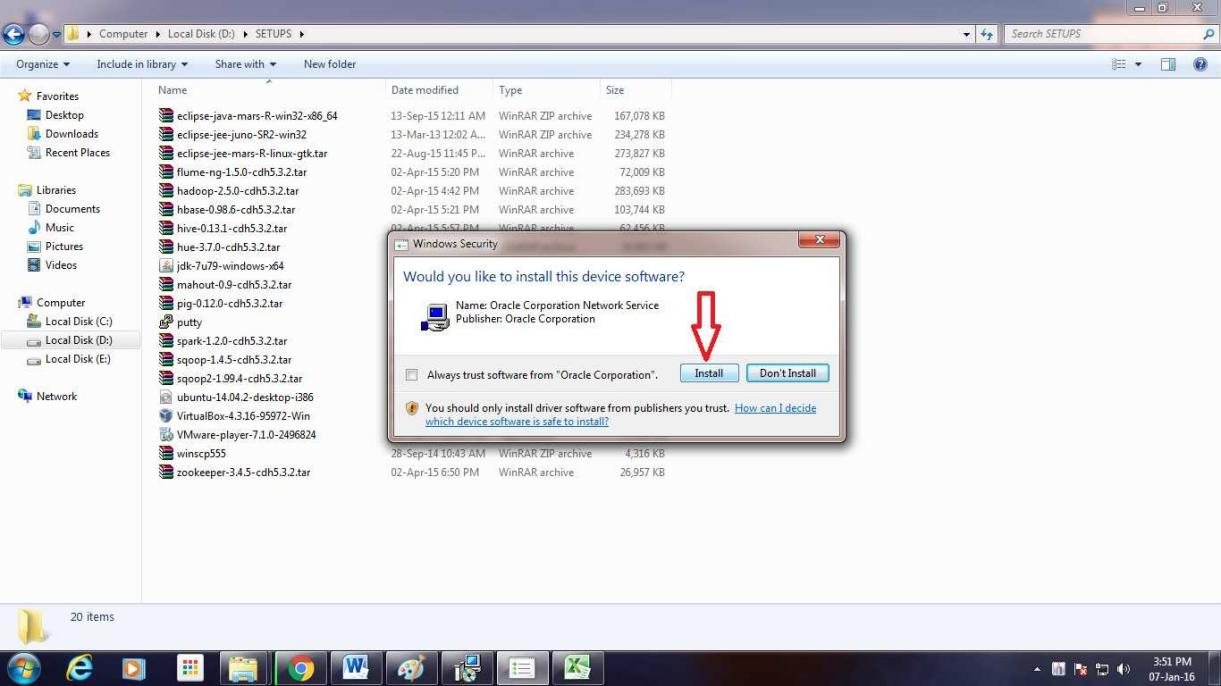 Computer Local Disk (D:) SETUPS
Search SETUPS
Organize Include in library Share with New folder
Name Date modified Type Size
Favorites
Desktop
Downloads
Recent Places
Libraries
Documents
Music
Pictures
Videos
Computer
Local Disk (C:)
Local Disk (D:)
Local Disk (E:)
Network
eclipse-java-mars-R-win32-x86_64 13-Sep-15 12:11 AM WinRAR ZIP archive 167,078 KB
eclipse-jee-juno-SR2-win32 13-Mar-13 12:02 A... WinRAR ZIP archive 234,278 KB
eclipse-jee-mars-R-linux-gtk.tar 22-Aug-15 11:45 P... WinRAR archive 273,827 KB
flume-ng-1.5.0-cdh5.3.2.tar 02-Apr-15 5:20 PM WinRAR archive 72,009 KB
hadoop-2.5.0-cdh5.3.2.tar 02-Apr-15 4:42 PM WinRAR archive 283,693 KB
hbase-0.98.6-cdh5.3.2.tar 02-Apr-15 5:21 PM WinRAR archive 103,744 KB
hive-0.13.1-cdh5.3.2.tar 02-Apr-15 5:57 PM WinRAR archive 62,456 KB
hue-3.7.0-cdh5.3.2.tar
jdk-7u79-windows-x64
mahout-0.9-cdh5.3.2.tar
pig-0.12.0-cdh5.3.2.tar
putty
spark-1.2.0-cdh5.3.2.tar
sqoop-1.4.5-cdh5.3.2.tar
sqoop2-1.99.4-cdh5.3.2.tar
ubuntu-14.04.2-desktop-i386
VirtualBox-4.3.16-95972-Win
VMware-player-7.1.0-2496824
winscp555 28-Sep-14 10:43 AM WinRAR ZIP archive 4,316 KB
zookeeper-3.4.5-cdh5.3.2.tar 02-Apr-15 6:50 PM WinRAR archive 26,957 KB
Windows Security
Would you like to install this device software?
Name: Oracle Corporation Network Service
Publisher: Oracle Corporation
Always trust software from "Oracle Corporation".
Install Don't Install
You should only install driver software from publishers you trust. How can I decide
which device software is safe to install?
20 items
3:51 PM
07-Jan-16